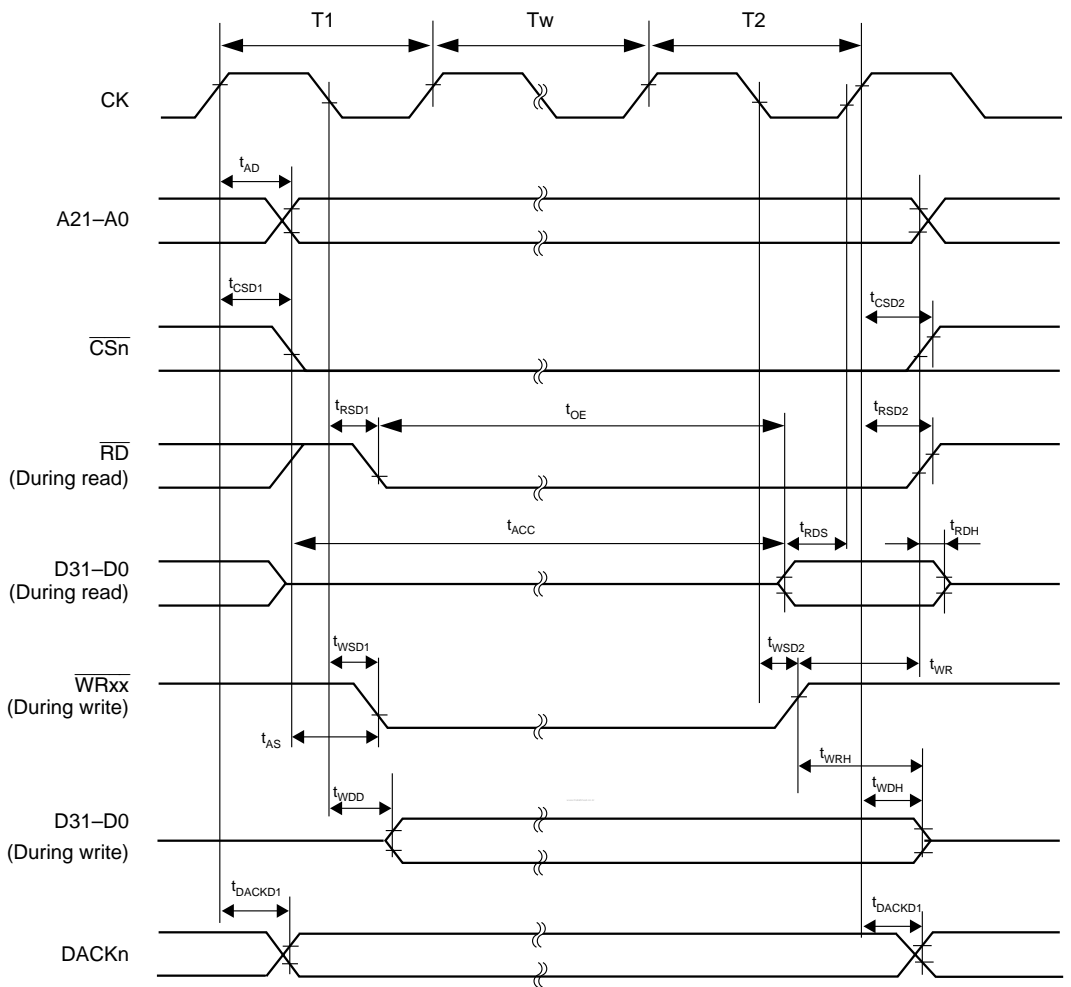 T1
Tw
T2
CK
tAD
A21–A0
tCSD1
tCSD2
CSn
tRSD1
tOE
tRSD2
RD
(During read)
tACC
tRDS
tRDH
D31–D0
(During read)
tWSD1
tWSD2
tWR
WRxx
(During write)
tAS
tWRH
tWDD
tWDH
D31–D0
(During write)
tDACKD1
tDACKD1
DACKn